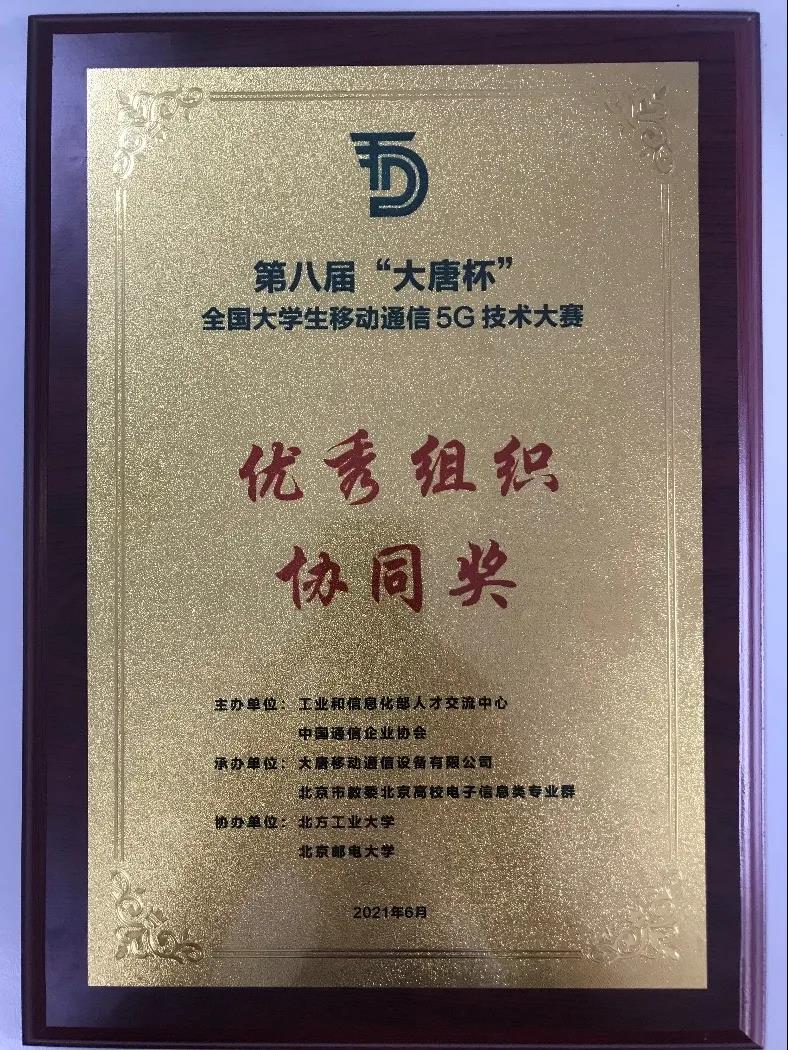 第八届“大唐杯”
全国大学生移动通信5G技术大赛
优秀组织
协同奖
主办单位：工业和信息化部人才交流中心
中国通信企业协会
承办单位：大唐移动通信设备有限公司
北京市教委北京高校电子信息类专业群
协办单位：北方工业大学
北京邮电大学
2021年6月